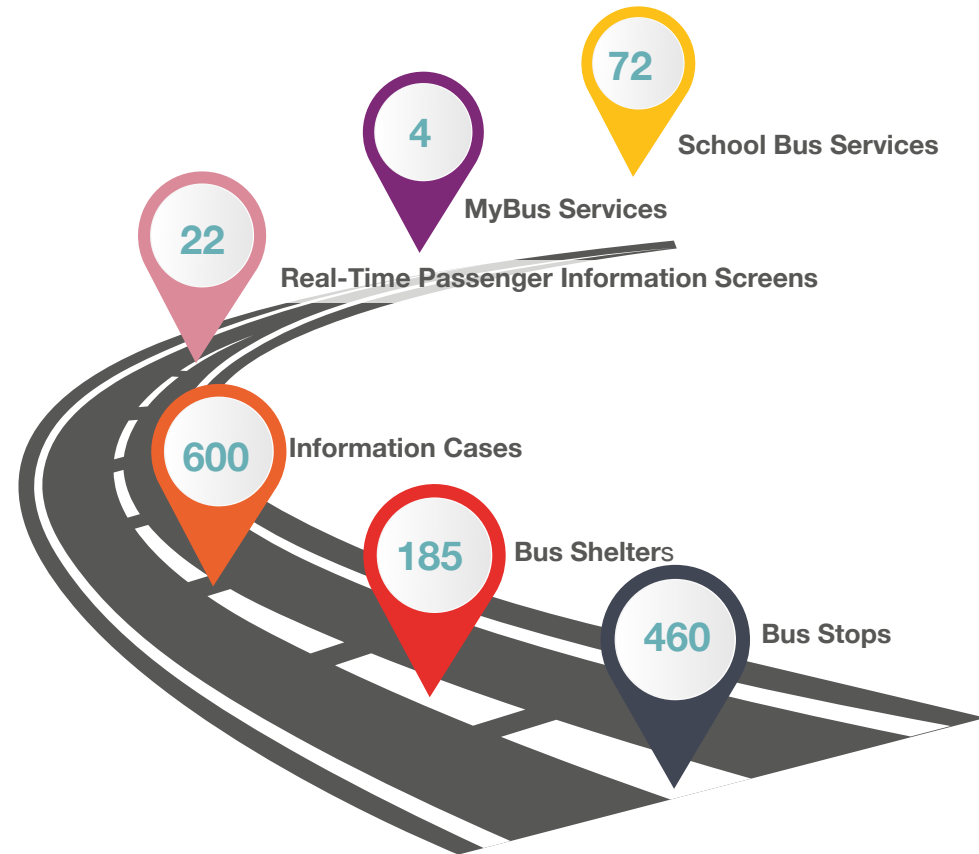 72
School Bus Services
4
MyBus Services
22
Real-Time Passenger Information Screens
600
Information Cases
185
Bus Shelters
460
Bus Stops